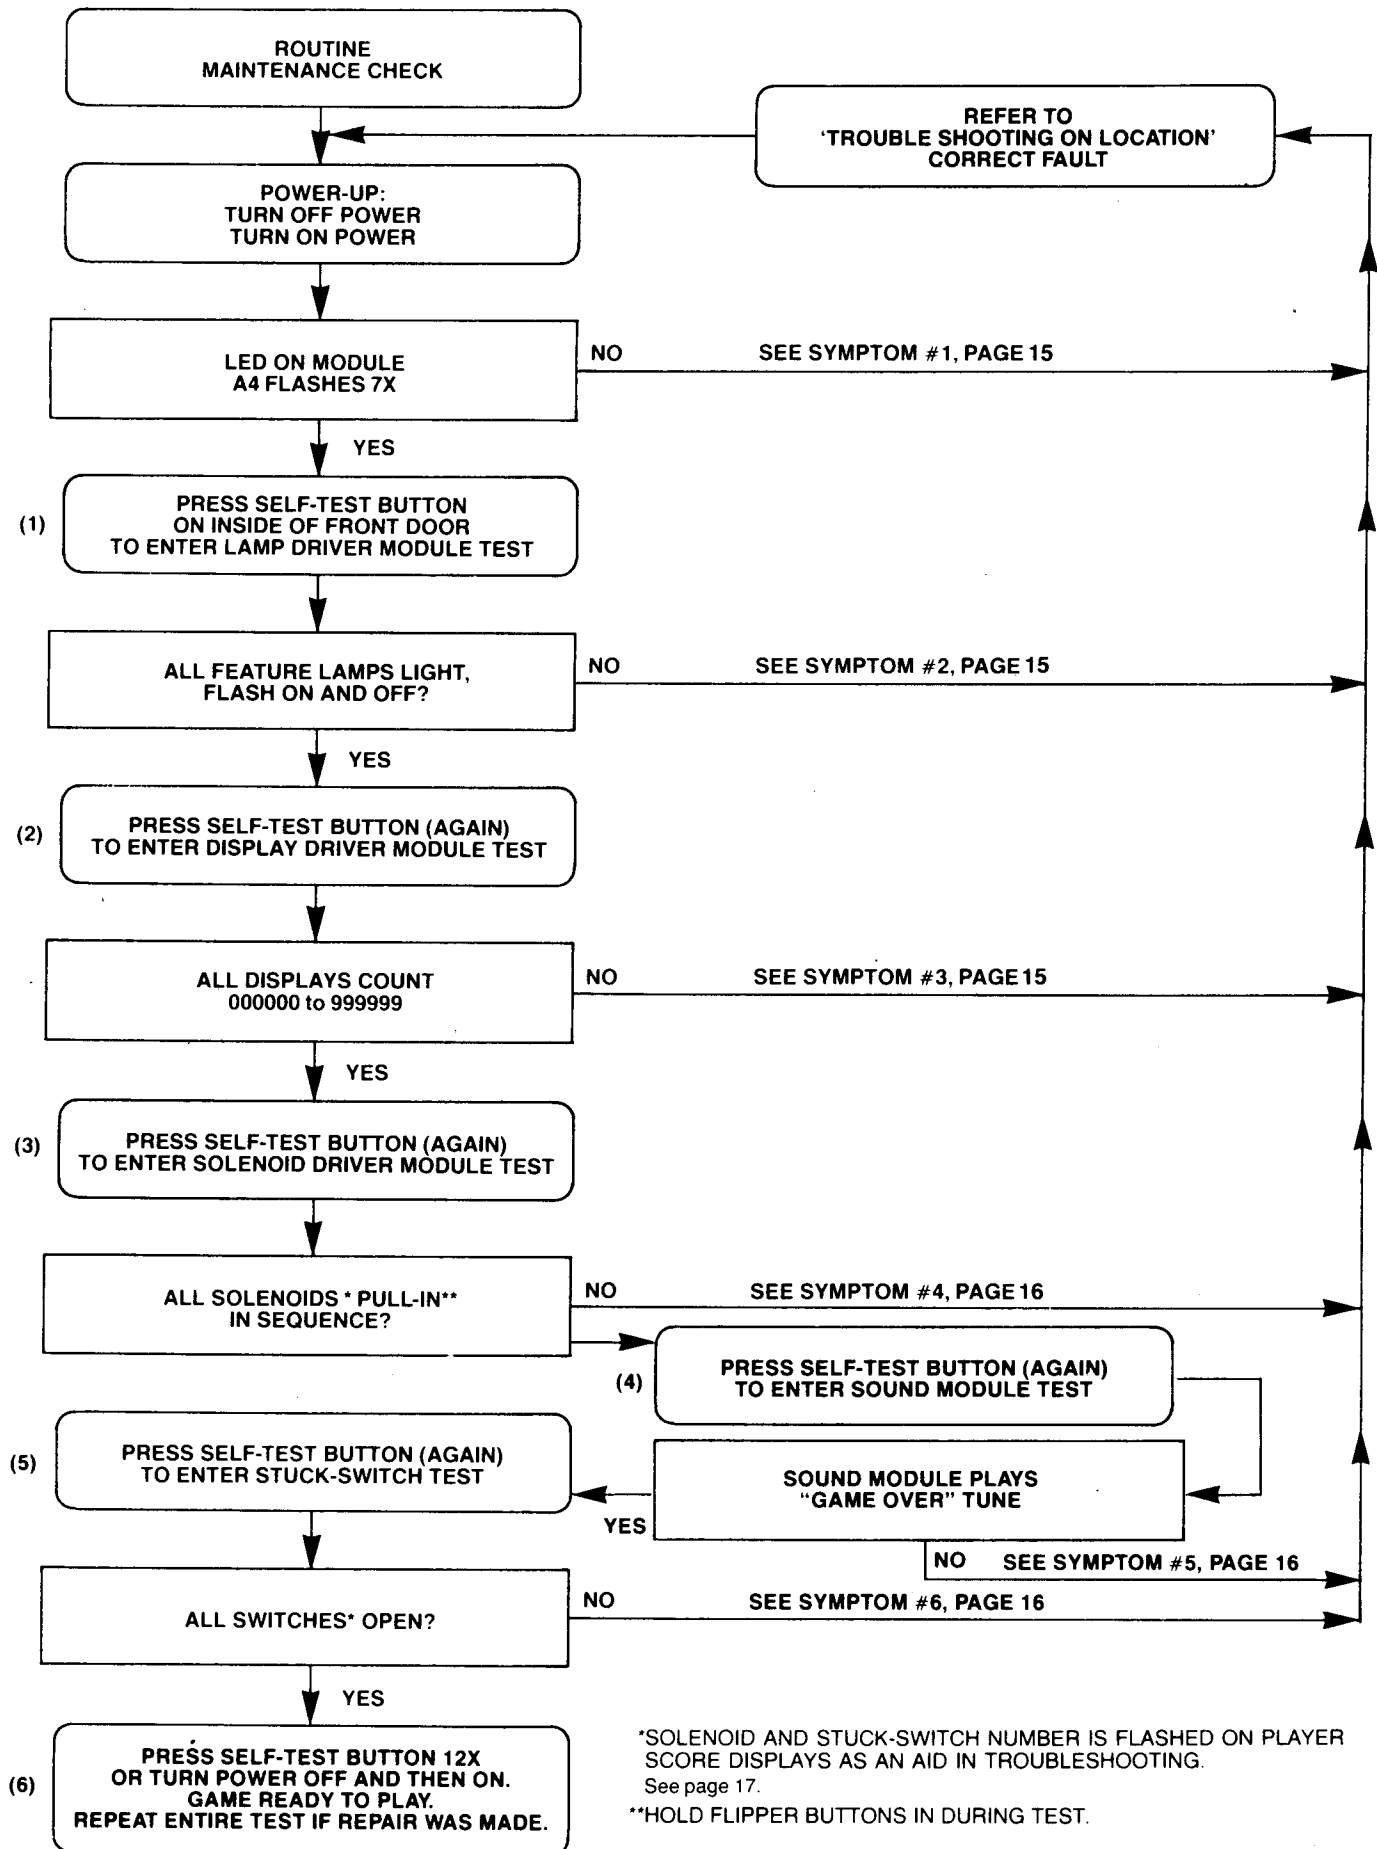 ROUTINE
MAINTENANCE CHECK
REFER TO
'TROUBLE SHOOTING ON LOCATION'
CORRECT FAULT
POWER-UP:
TURN OFF POWER
TURN ON POWER
LED ON MODULE
A4 FLASHES 7X
NO
SEE SYMPTOM #1, PAGE 15
YES
(1)
PRESS SELF-TEST BUTTON
ON INSIDE OF FRONT DOOR
TO ENTER LAMP DRIVER MODULE TEST
ALL FEATURE LAMPS LIGHT,
FLASH ON AND OFF?
NO
SEE SYMPTOM #2, PAGE 15
YES
(2)
PRESS SELF-TEST BUTTON (AGAIN)
TO ENTER DISPLAY DRIVER MODULE TEST
ALL DISPLAYS COUNT
000000 to 999999
NO
SEE SYMPTOM #3, PAGE 15
YES
(3)
PRESS SELF-TEST BUTTON (AGAIN)
TO ENTER SOLENOID DRIVER MODULE TEST
ALL SOLENOIDS * PULL-IN**
IN SEQUENCE?
NO
SEE SYMPTOM #4, PAGE 16
(4)
PRESS SELF-TEST BUTTON (AGAIN)
TO ENTER SOUND MODULE TEST
SOUND MODULE PLAYS
"GAME OVER" TUNE
YES
NO
SEE SYMPTOM #5, PAGE 16
(5)
PRESS SELF-TEST BUTTON (AGAIN)
TO ENTER STUCK-SWITCH TEST
ALL SWITCHES* OPEN?
NO
SEE SYMPTOM #6, PAGE 16
YES
(6)
PRESS SELF-TEST BUTTON 12X
OR TURN POWER OFF AND THEN ON.
GAME READY TO PLAY.
REPEAT ENTIRE TEST IF REPAIR WAS MADE.
*SOLENOID AND STUCK-SWITCH NUMBER IS FLASHED ON PLAYER
SCORE DISPLAYS AS AN AID IN TROUBLESHOOTING.
See page 17.
**HOLD FLIPPER BUTTONS IN DURING TEST.